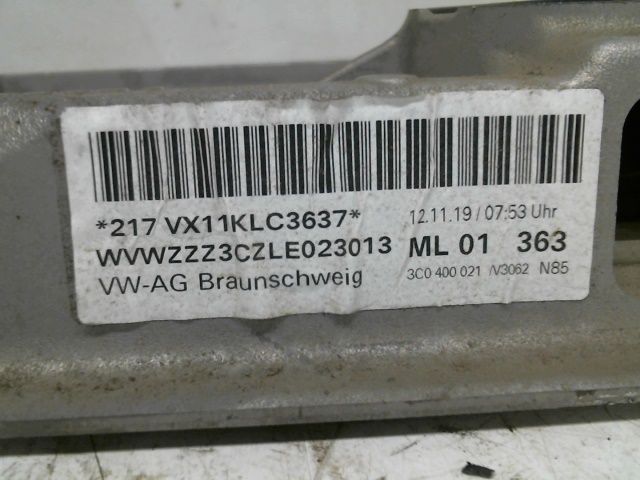 *217 VX11KLC3637* 12.11.19 / 07:53 Uhr
WVWZZZ3CZLE023013 ML 01 363
VW-AG Braunschweig 3C0 400 021 /V3062 N85